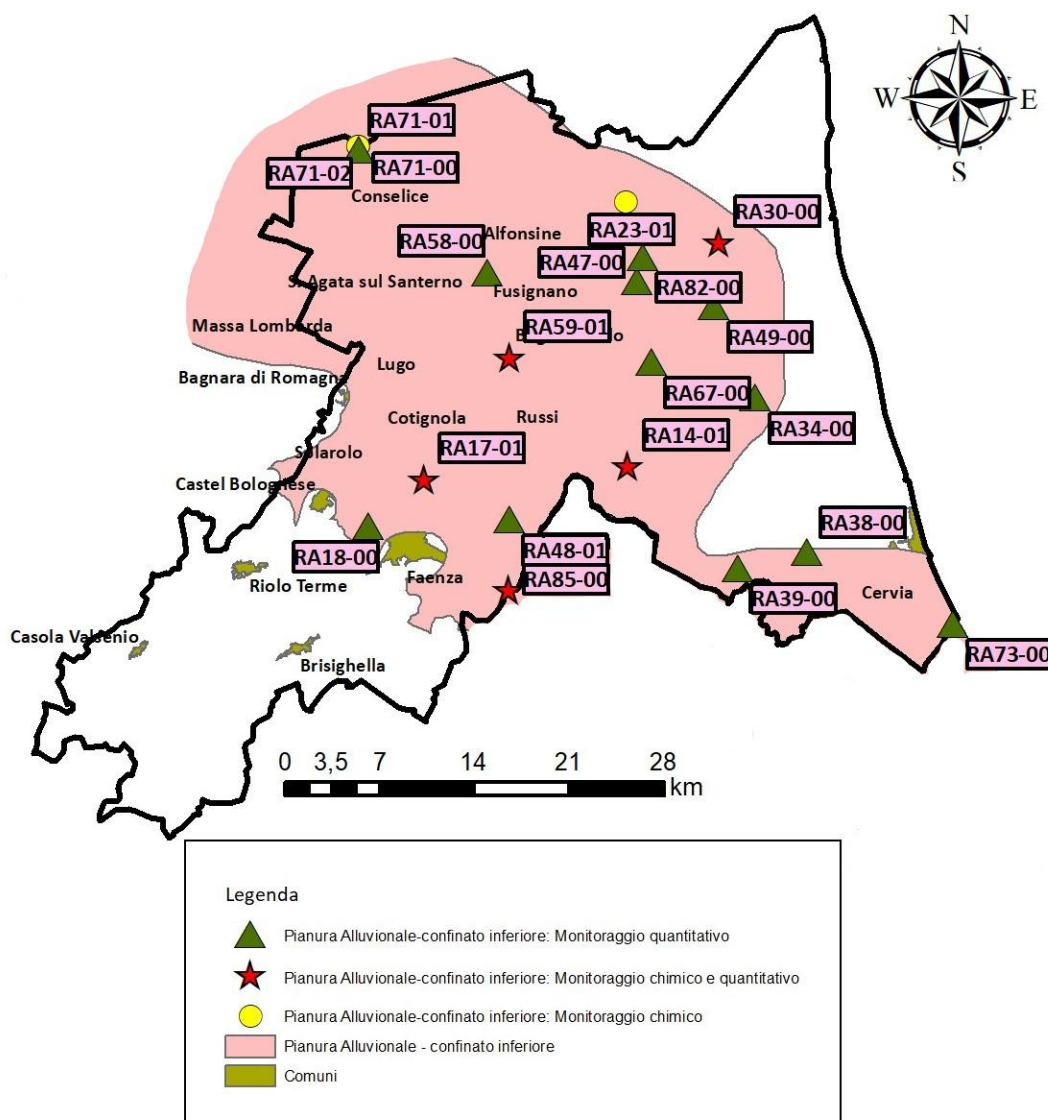 N
W
E
S
RA71-01
RA71-02
RA71-00
Conselice
RA30-00
RA23-01
RA58-00
Alfonsine
RA47-00
S. Agata sul Santerno
RA82-00
Fusignano
RA59-01
RA49-00
Massa Lombarda
Lugo
Bagnara di Romagna
RA67-00
RA34-00
Cotignola
Russi
RA17-01
RA14-01
Solarolo
Castel Bolognese
RA38-00
RA18-00
RA48-01
Faenza
RA85-00
Riolo Terme
RA39-00
Cervia
Casola Valsenio
Brisighella
RA73-00
0 3,5 7 14 21 28
km
Legenda
Pianura Alluvionale-confinato inferiore: Monitoraggio quantitativo
Pianura Alluvionale-confinato inferiore: Monitoraggio chimico e quantitativo
Pianura Alluvionale-confinato inferiore: Monitoraggio chimico
Pianura Alluvionale - confinato inferiore
Comuni